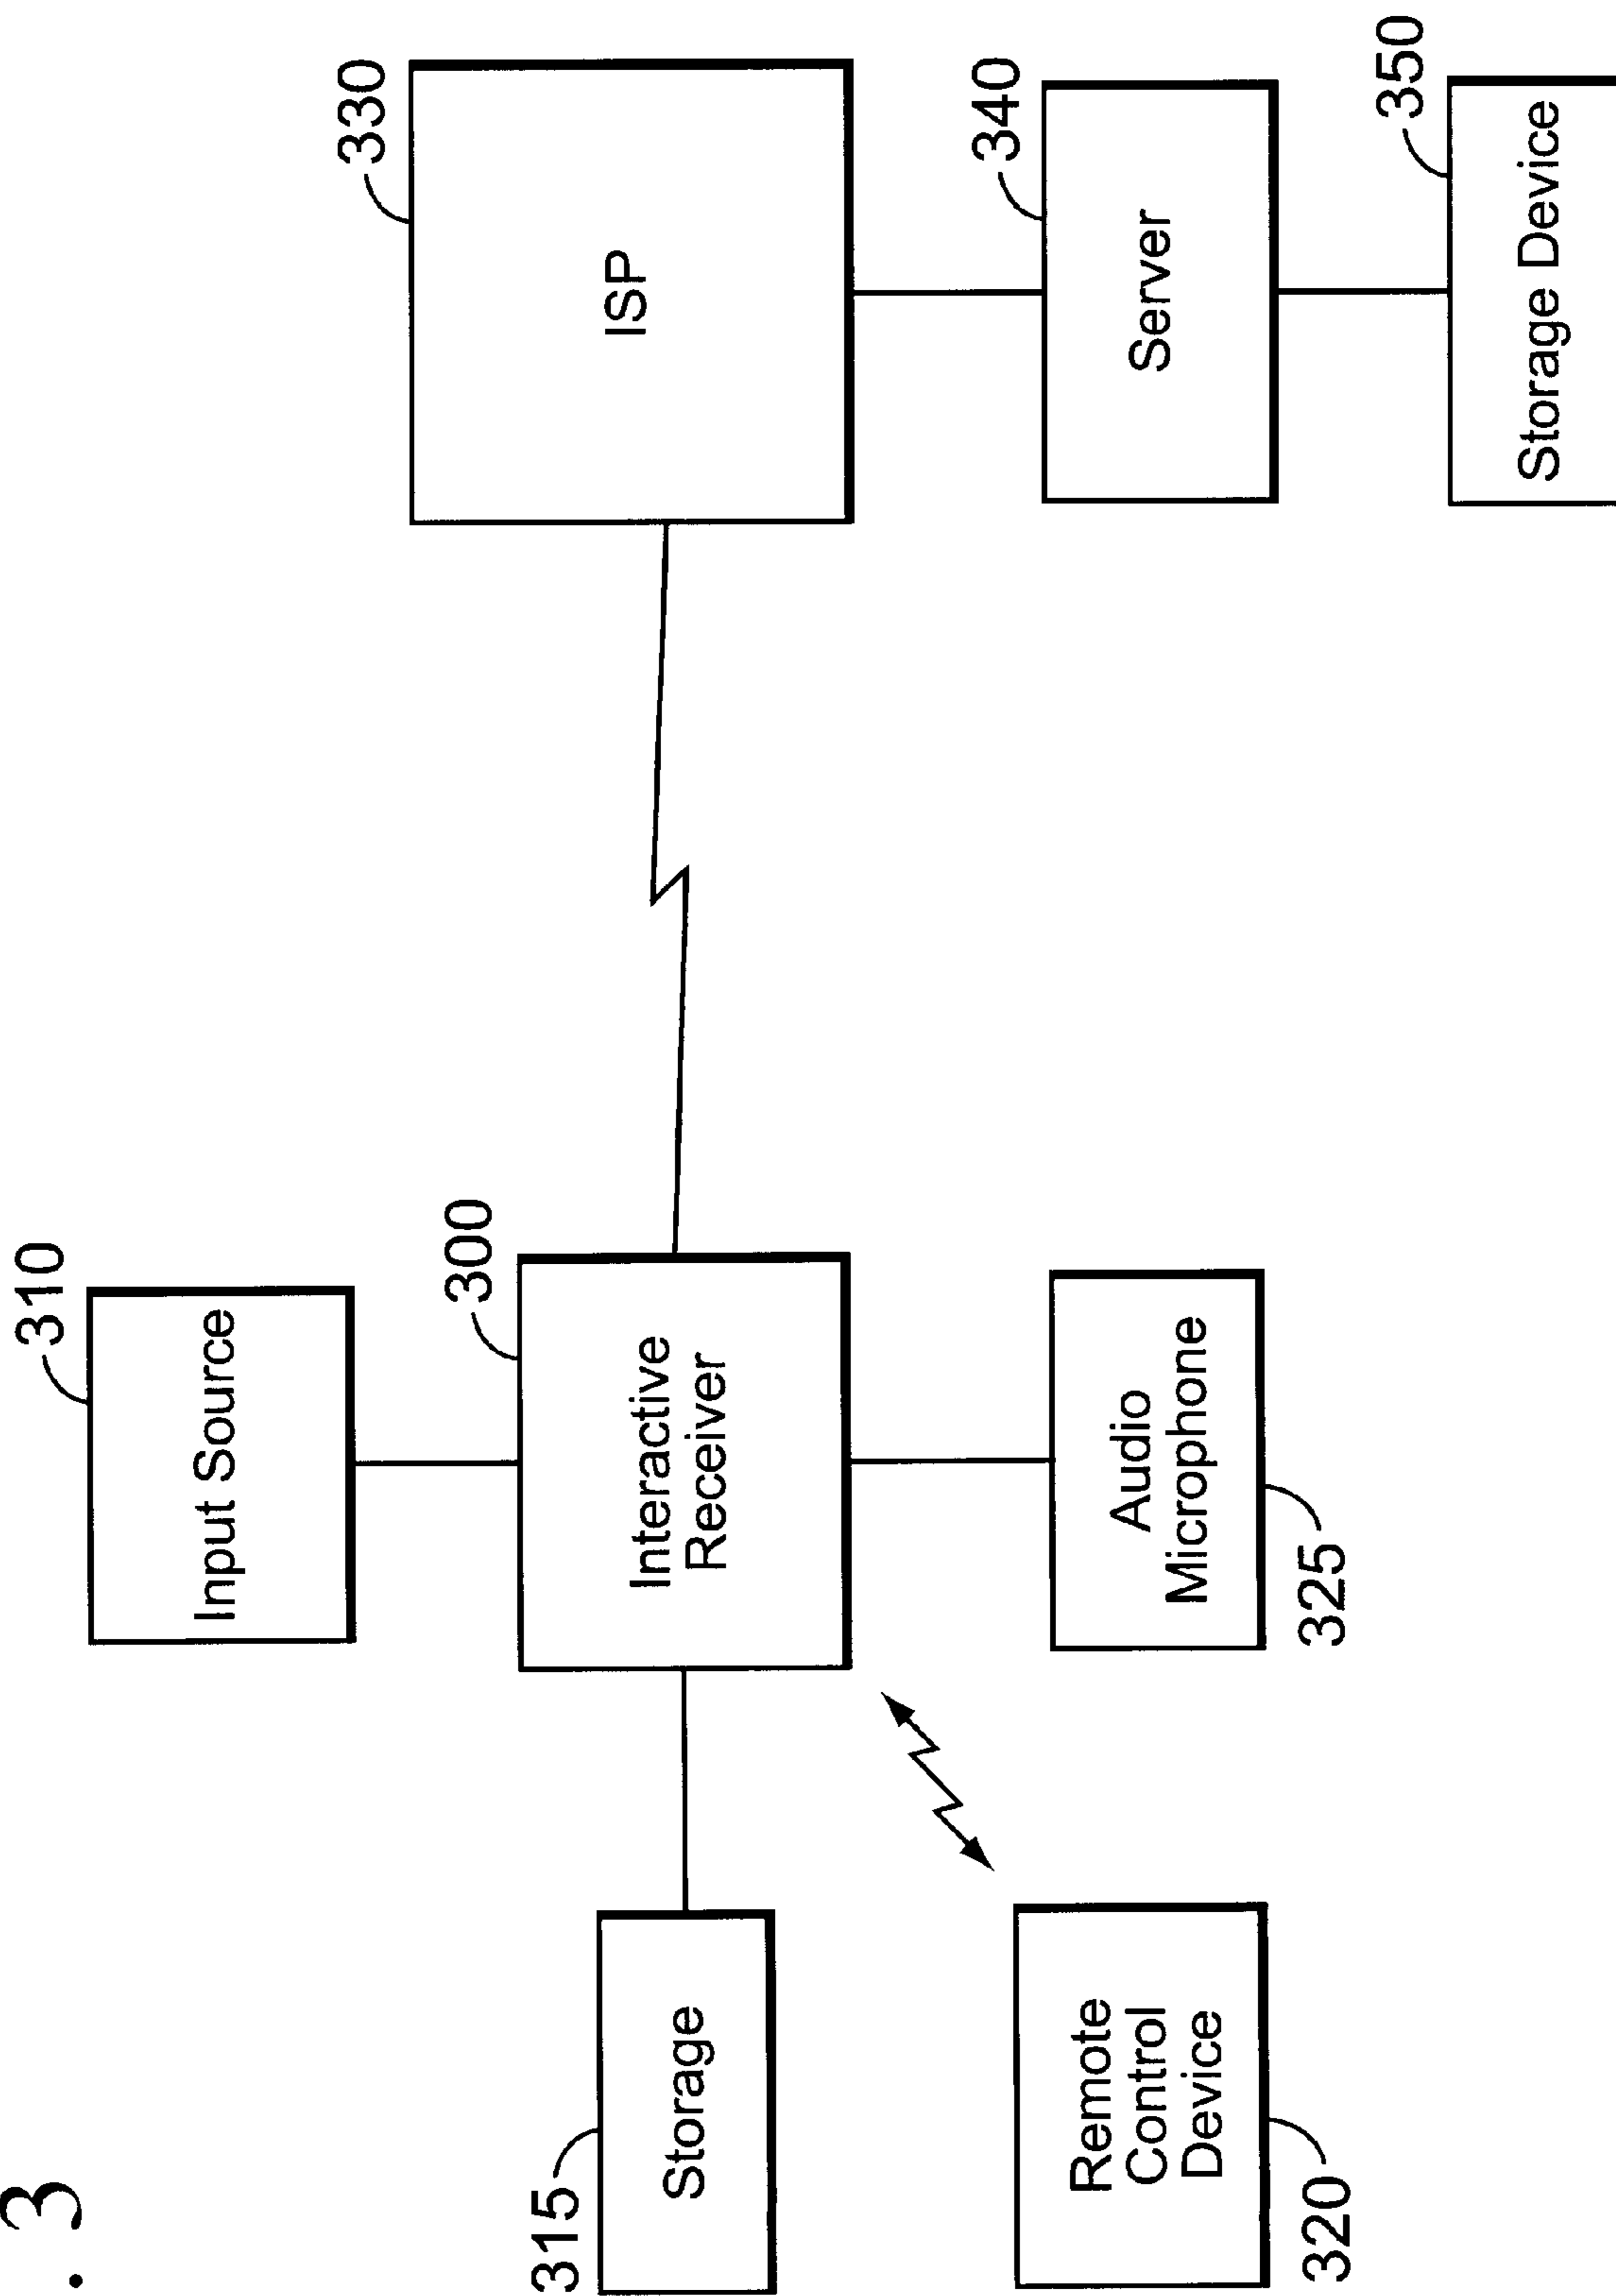 . 3
310
Input Source
300
Interactive
Receiver
315
Storage
Remote
Control
Device
320
Audio
Microphone
325
330
ISP
340
Server
350
Storage Device